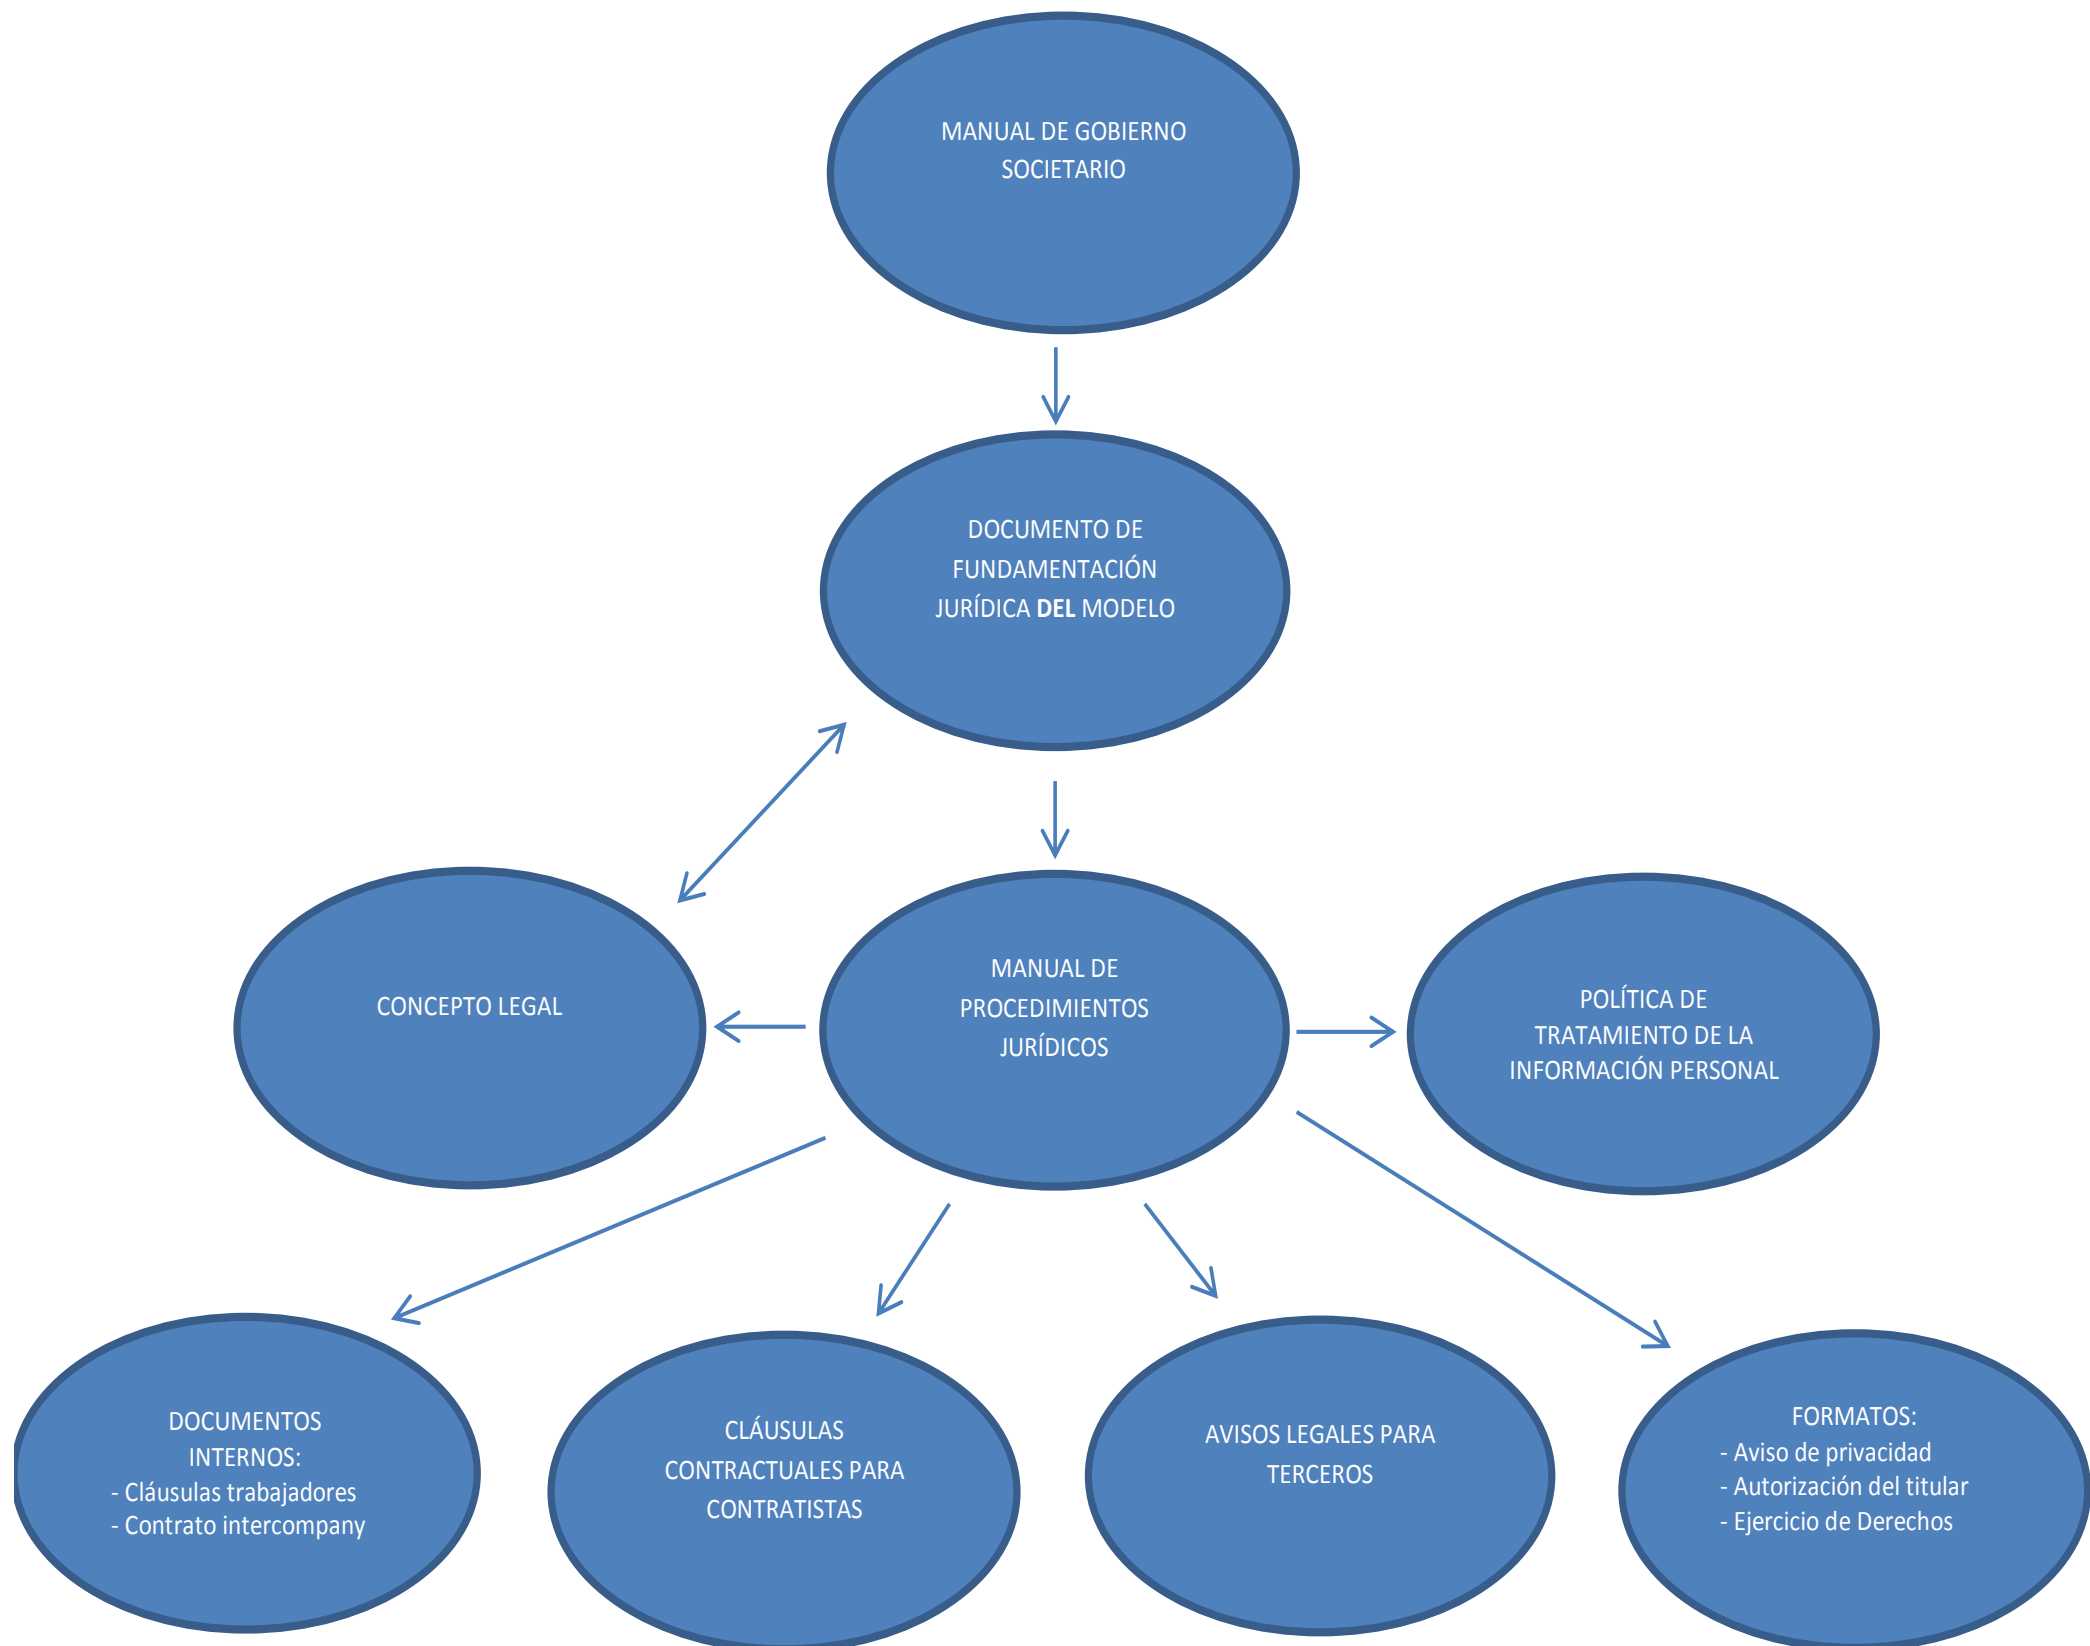 MANUAL DE GOBIERNO
SOCIETARIO
DOCUMENTO DE
FUNDAMENTACIÓN
JURÍDICA DEL MODELO
CONCEPTO LEGAL
MANUAL DE
PROCEDIMIENTOS
JURÍDICOS
POLÍTICA DE
TRATAMIENTO DE LA
INFORMACIÓN PERSONAL
DOCUMENTOS
INTERNOS:
- Cláusulas trabajadores
- Contrato intercompany
CLÁUSULAS
CONTRACTUALES PARA
CONTRATISTAS
AVISOS LEGALES PARA
TERCEROS
FORMATOS:
- Aviso de privacidad
- Autorización del titular
- Ejercicio de Derechos